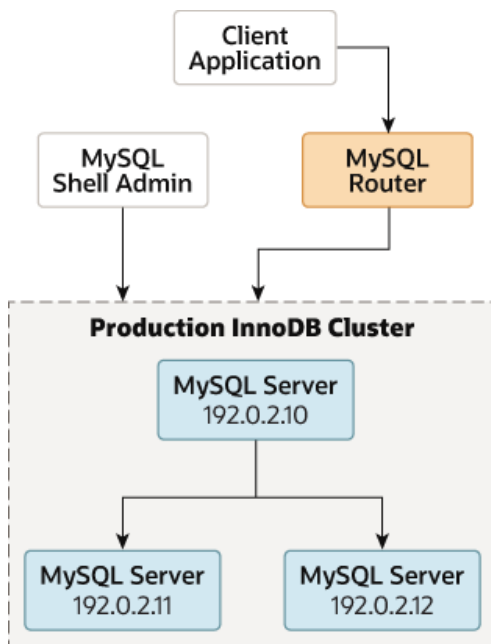 Client
Application
MySQL
Shell Admin
MySQL
Router
Production InnoDB Cluster
MySQL Server
192.0.2.10
MySQL Server
192.0.2.11
MySQL Server
192.0.2.12